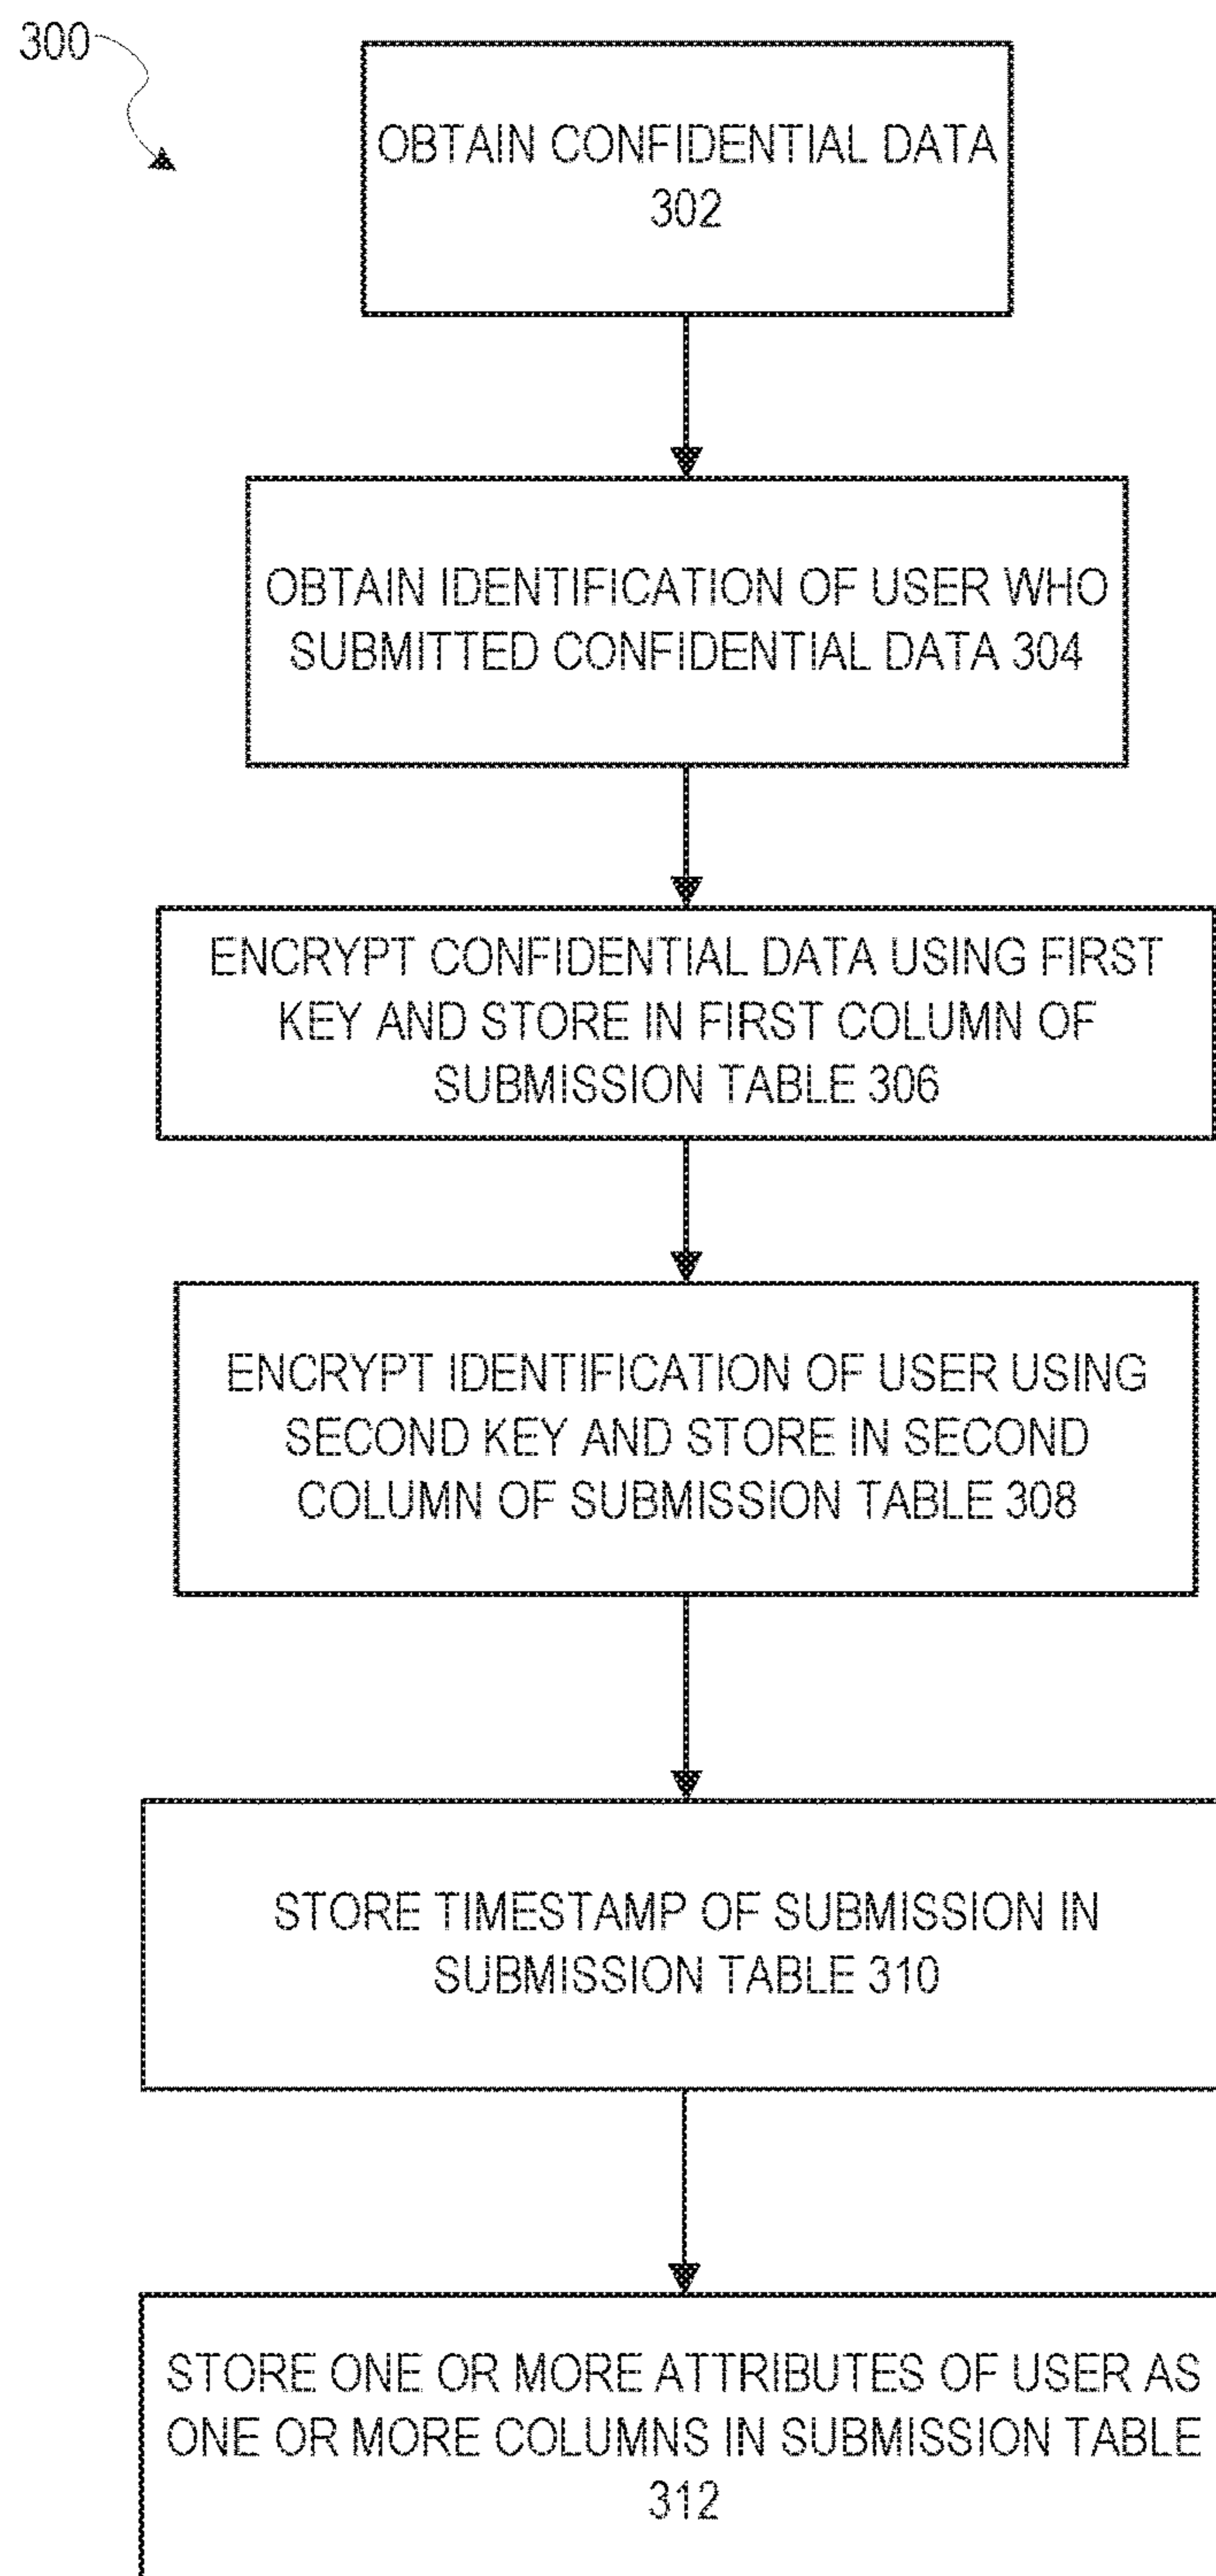 300
OBTAIN CONFIDENTIAL DATA
302
OBTAIN IDENTIFICATION OF USER WHO
SUBMITTED CONFIDENTIAL DATA 304
ENCRYPT CONFIDENTIAL DATA USING FIRST
KEY AND STORE IN FIRST COLUMN OF
SUBMISSION TABLE 306
ENCRYPT IDENTIFICATION OF USER USING
SECOND KEY AND STORE IN SECOND
COLUMN OF SUBMISSION TABLE 308
STORE TIMESTAMP OF SUBMISSION IN
SUBMISSION TABLE 310
STORE ONE OR MORE ATTRIBUTES OF USER AS
ONE OR MORE COLUMNS IN SUBMISSION TABLE
312